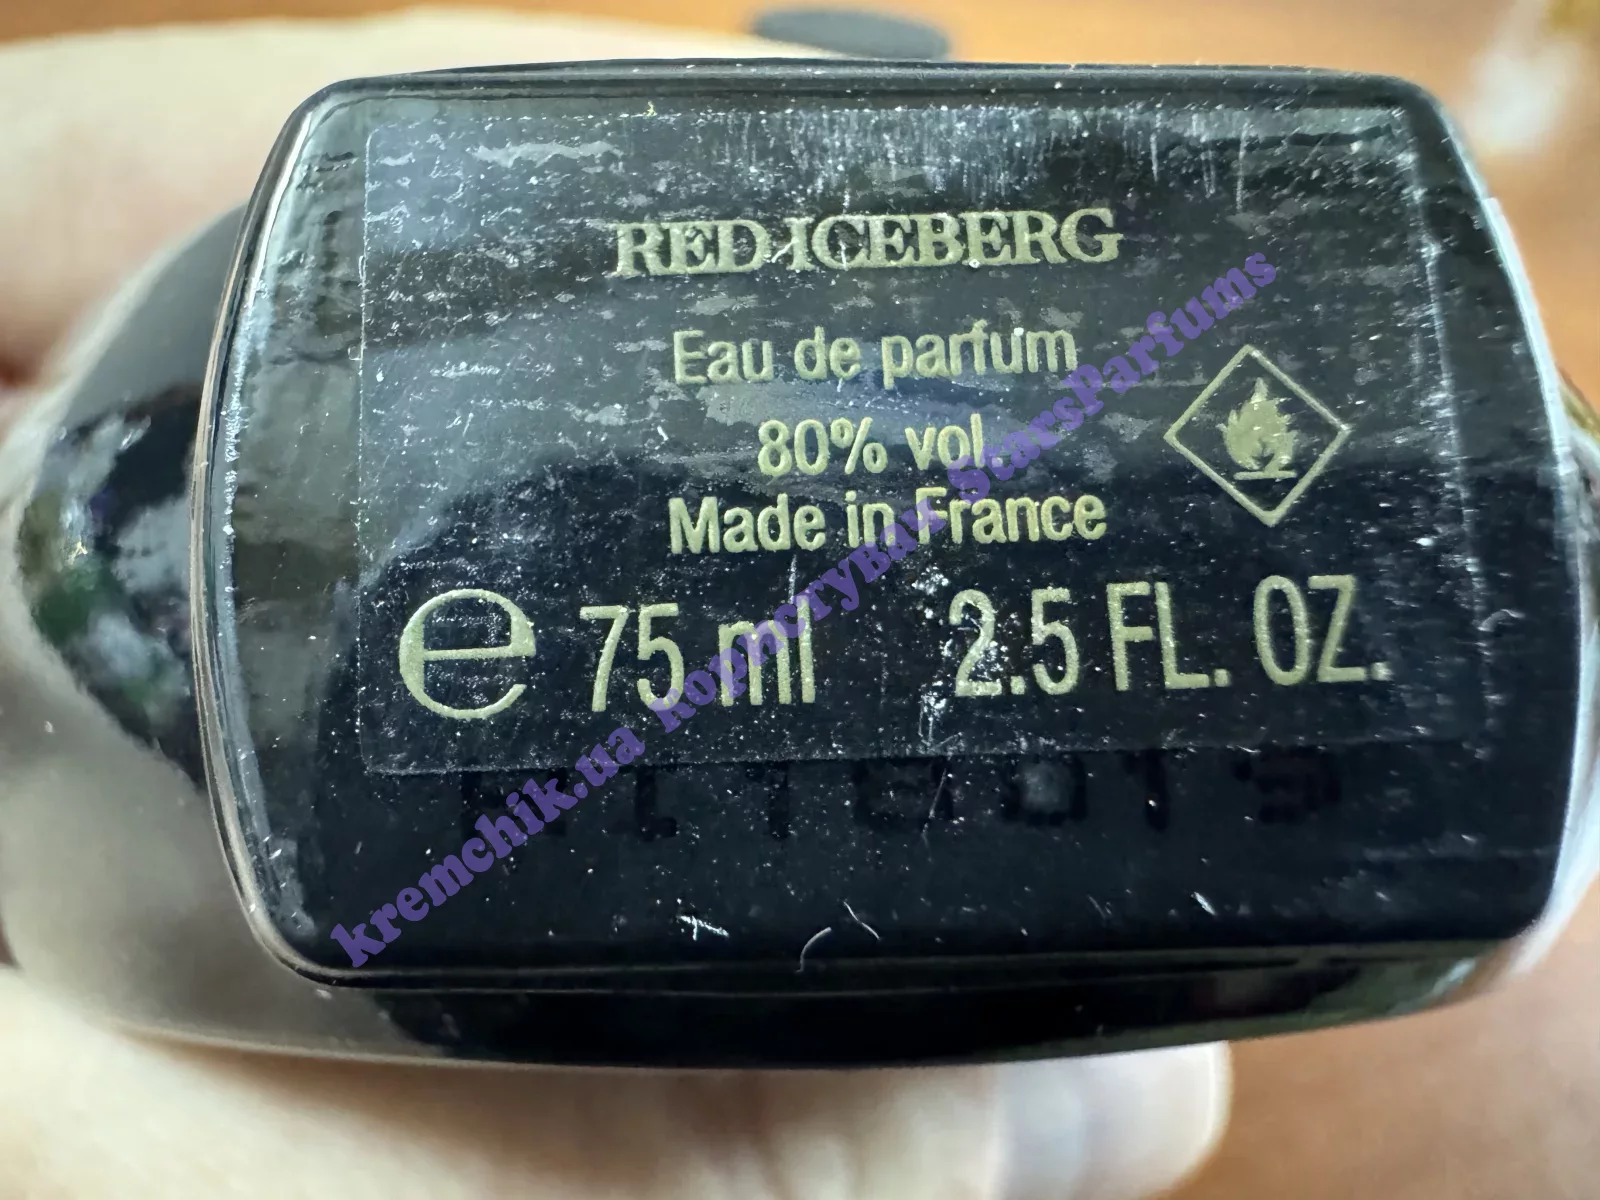 RED ICEBERG
Eau de parfum
80% vol.
Made in France
℮ 75 ml 2.5 FL. OZ.
kremchik.ua користувач StarsParfums